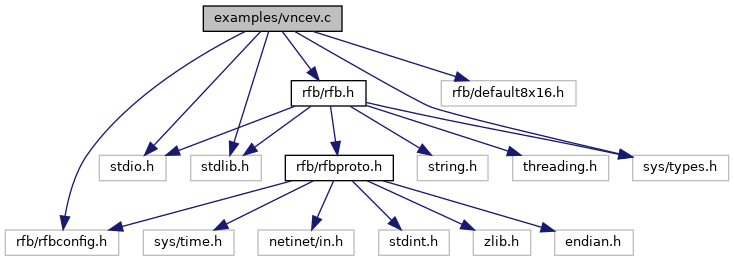 examples/vncev.c
rfb/rfb.h
rfb/default8x16.h
stdio.h
stdlib.h
rfb/rfbproto.h
string.h
threading.h
sys/types.h
rfb/rfbconfig.h
sys/time.h
netinet/in.h
stdint.h
zlib.h
endian.h